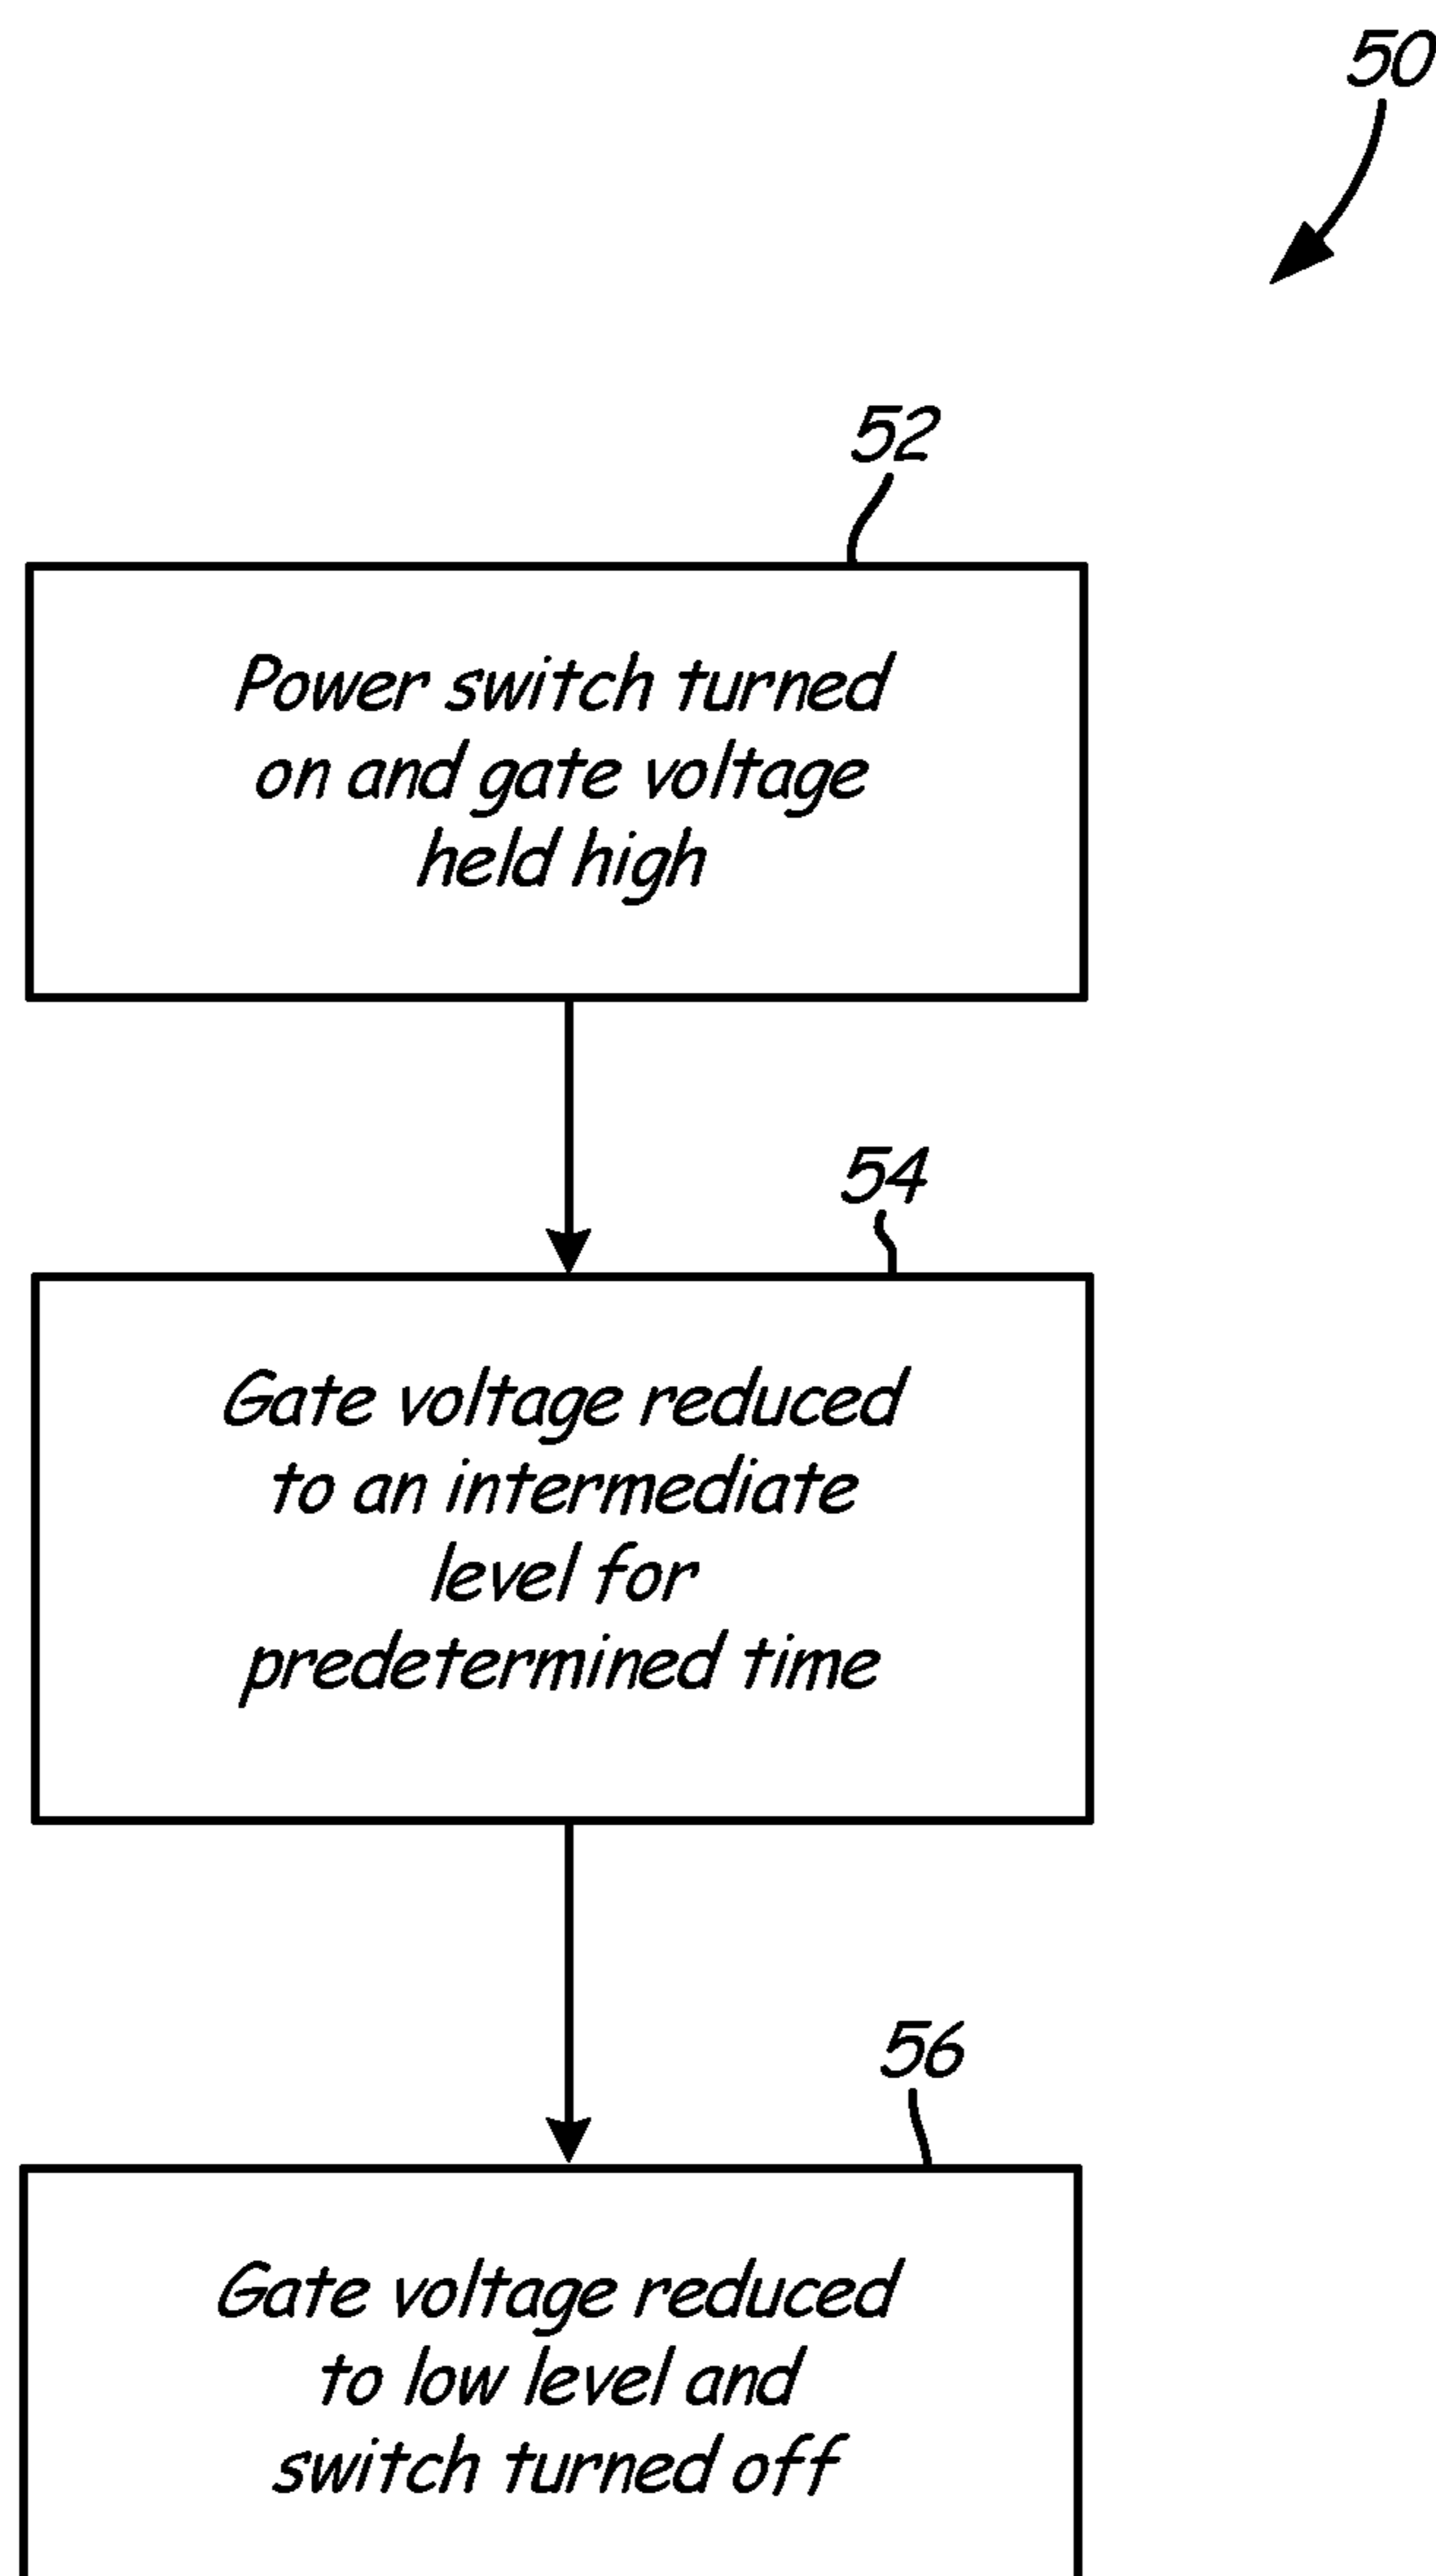 50
52
Power switch turned
on and gate voltage
held high
54
Gate voltage reduced
to an intermediate
level for
predetermined time
56
Gate voltage reduced
to low level and
switch turned off